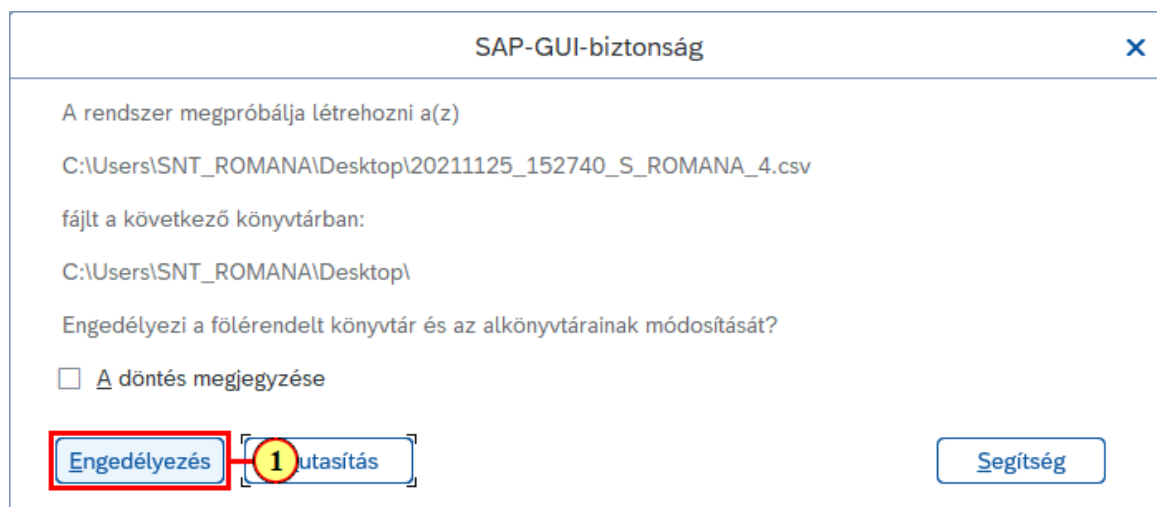 SAP-GUI-biztonság
A rendszer megpróbálja létrehozni a(z)
C:\Users\SNT_ROMANA\Desktop\20211125_152740_S_ROMANA_4.csv
fájlt a következő könyvtárban:
C:\Users\SNT_ROMANA\Desktop\
Engedélyezi a fölérendelt könyvtár és az alkönyvtárainak módosítását?
A döntés megjegyzése
Engedélyezés 1 utasítás Segítség